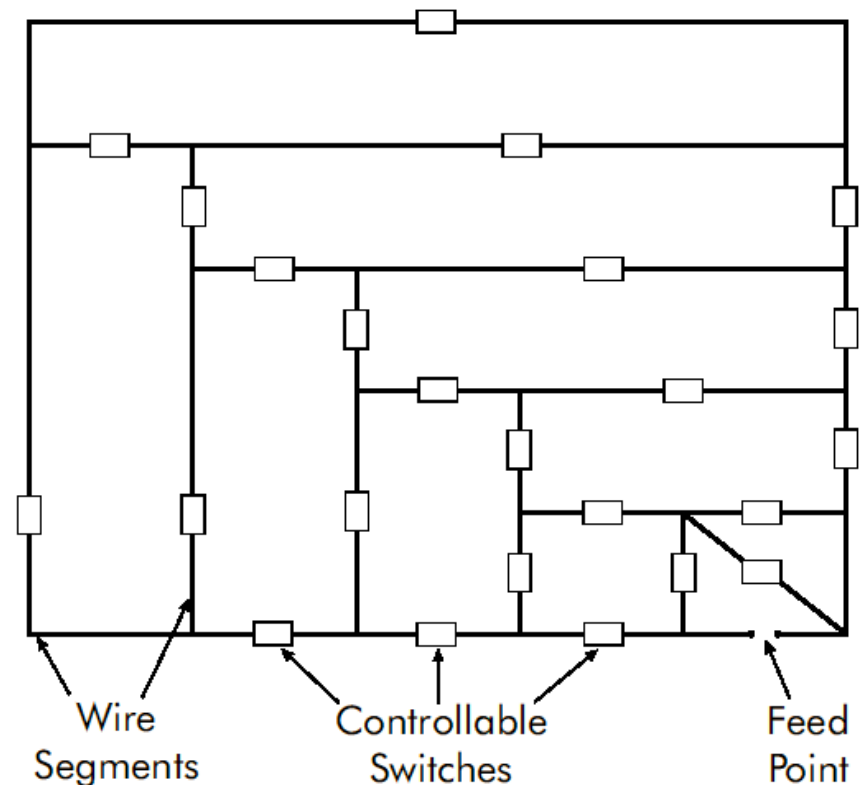 Wire
Segments
Controllable
Switches
Feed
Point